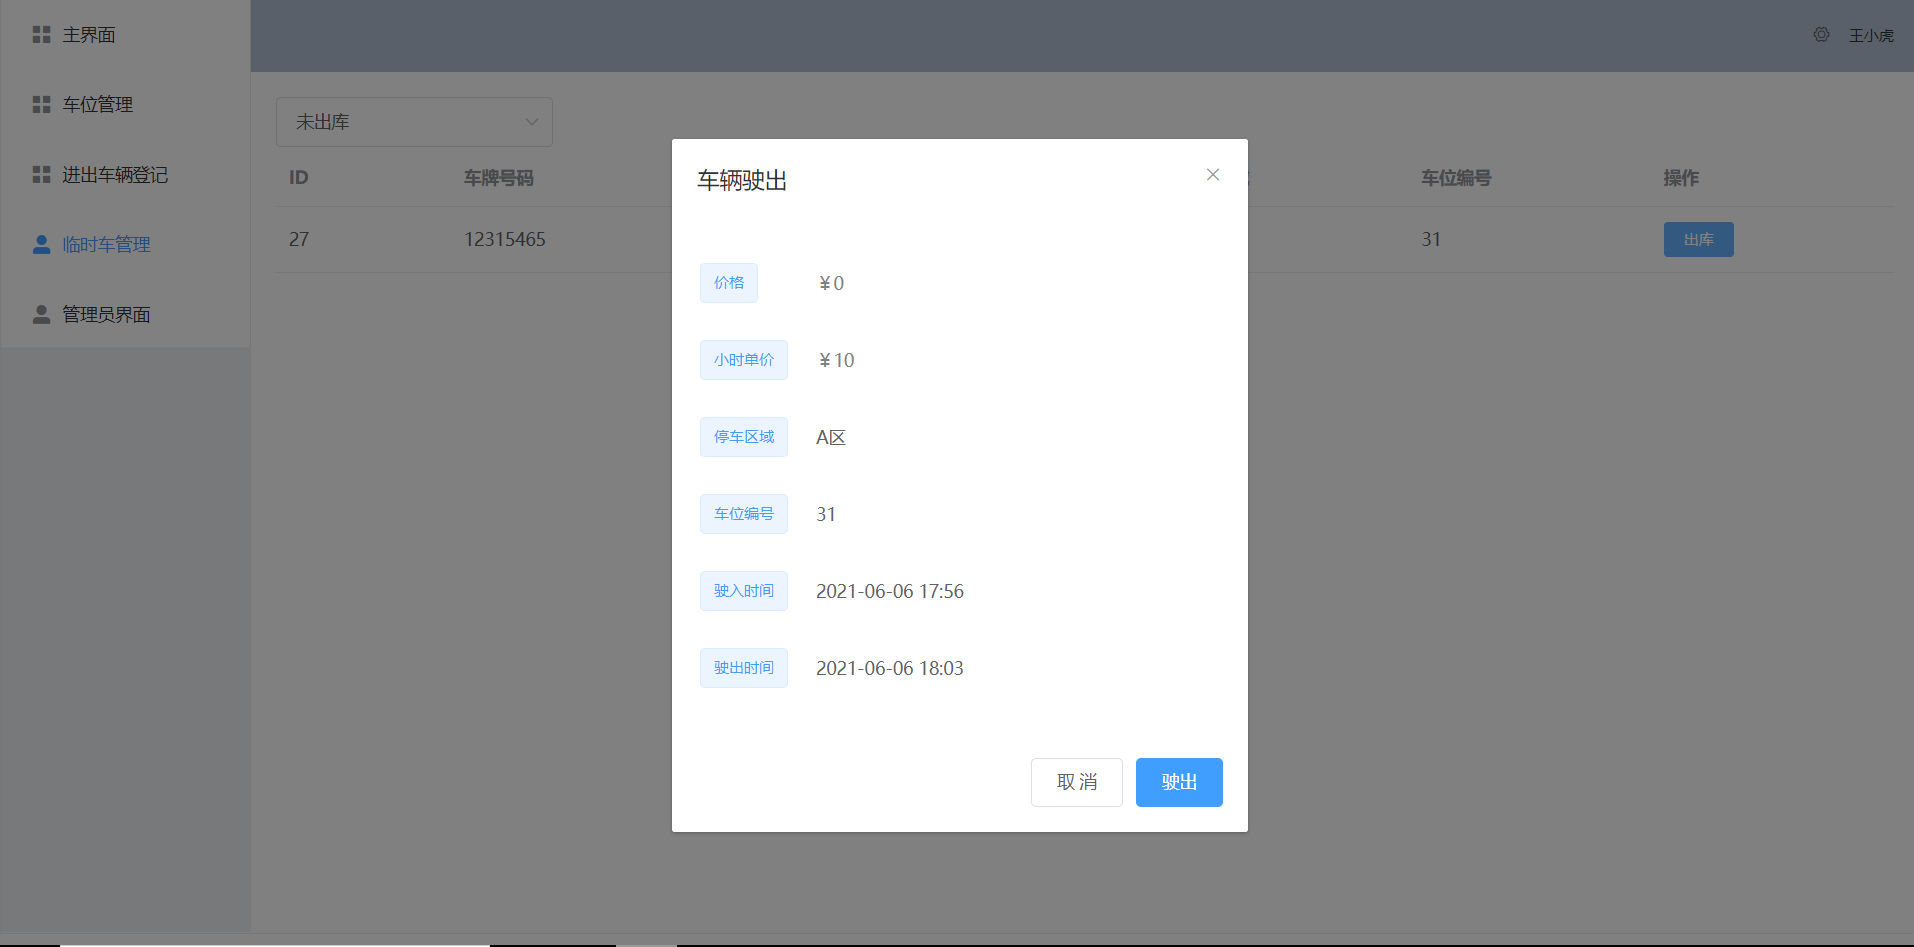 主界面
车位管理
进出车辆登记
临时车管理
管理员界面
王小虎
未出库
ID 车牌号码 车位编号 操作
27 12315465 31 出库
车辆驶出
价格 ¥0
小时单价 ¥10
停车区域 A区
车位编号 31
驶入时间 2021-06-06 17:56
驶出时间 2021-06-06 18:03
取 消 驶出